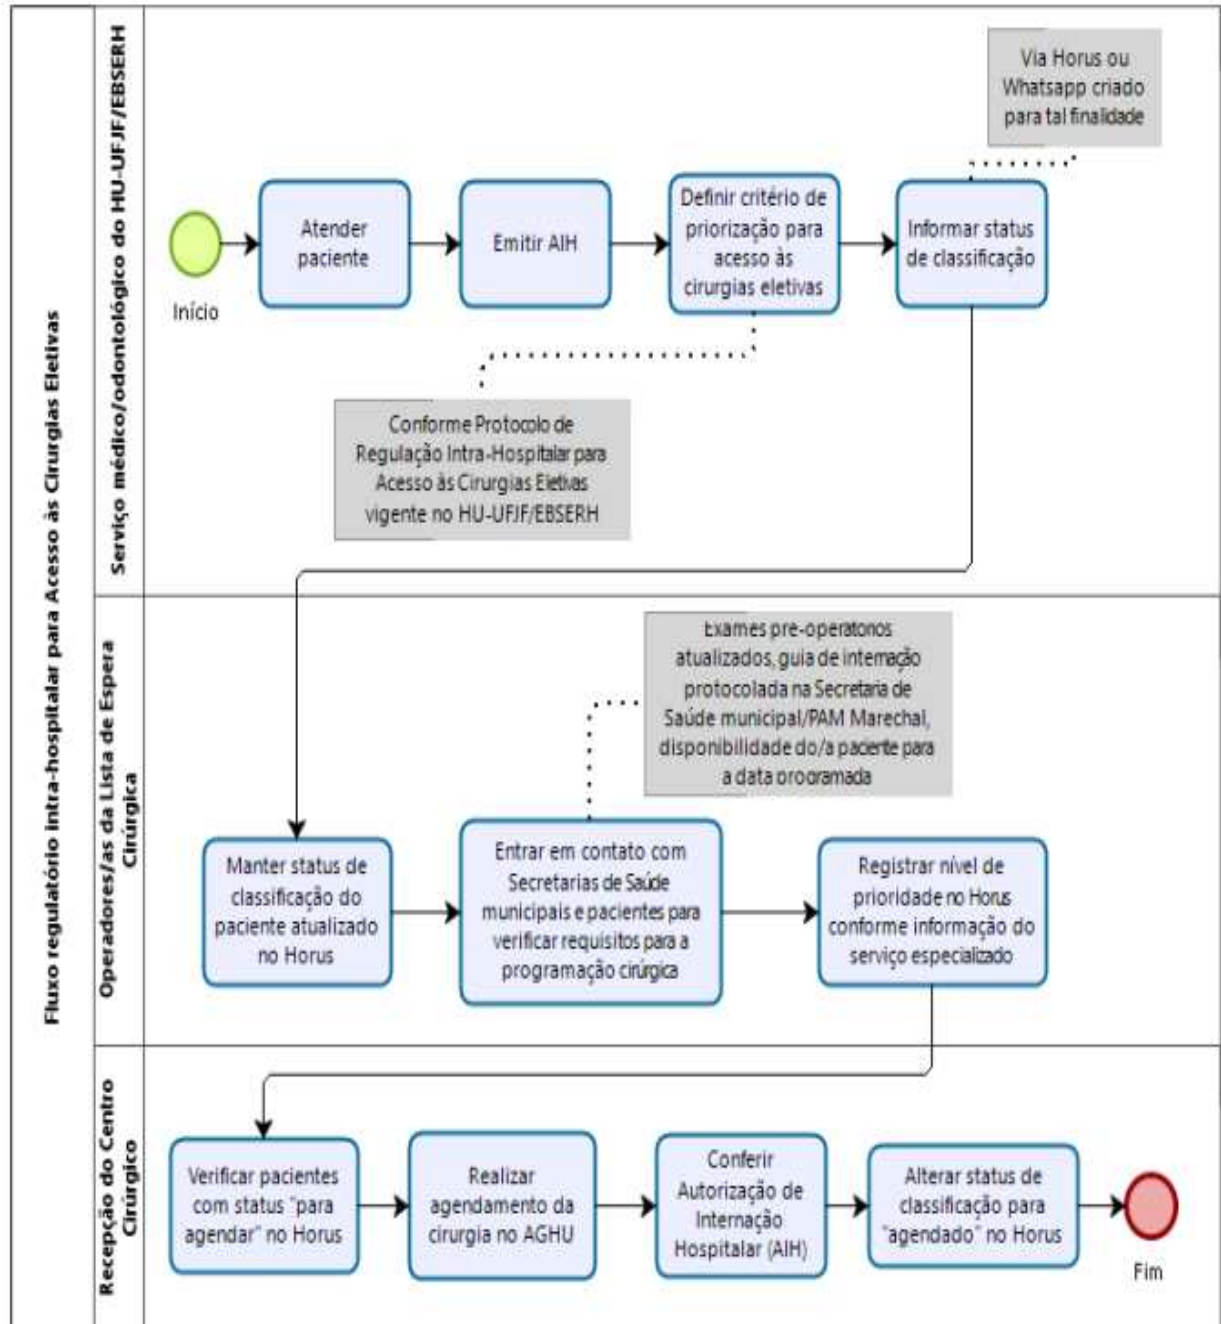 Fluxo regulatório intra-hospitalar para Acesso às Cirurgias Eletivas
Serviço médico/odontológico do HU-UFJF/EBSERH
Via Horus ou
Whatsapp criado
para tal finalidade
Início
Atender
paciente
Emitir AIH
Definir critério de
priorização para
acesso às
cirurgias eletivas
Informar status
de classificação
Conforme Protocolo de
Regulação Intra-Hospitalar para
Acesso às Cirurgias Eletivas
vigente no HU-UFJF/EBSERH
Operadores/as da Lista de Espera
Cirúrgica
Exames pré-operatórios
atualizados, guia de internação
protocolada na Secretaria de
Saúde municipal/PAM Marechal,
disponibilidade do/a paciente para
a data programada
Manter status de
classificação do
paciente atualizado
no Horus
Entrar em contato com
Secretarias de Saúde
municipais e pacientes para
verificar requisitos para a
programação cirúrgica
Registrar nível de
prioridade no Horus
conforme informação do
serviço especializado
Recepção do Centro
Cirúrgico
Verificar pacientes
com status "para
agendar" no Horus
Realizar
agendamento da
cirurgia no AGHU
Conferir
Autorização de
Internação
Hospitalar (AIH)
Alterar status de
classificação para
"agendado" no Horus
Fim